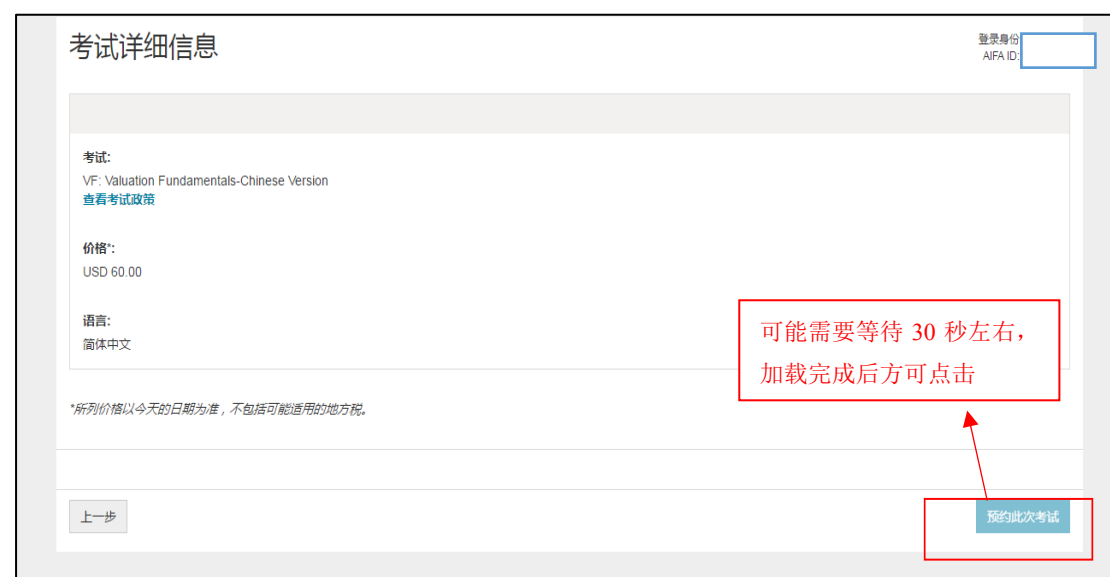 考试详细信息
登录身份
AIFA ID:
考试:
VF: Valuation Fundamentals-Chinese Version
查看考试政策
价格*:
USD 60.00
语言:
简体中文
可能需要等待 30 秒左右，
加载完成后方可点击
*所列价格以今天的日期为准，不包括可能适用的地方税。
上一步
预约此次考试